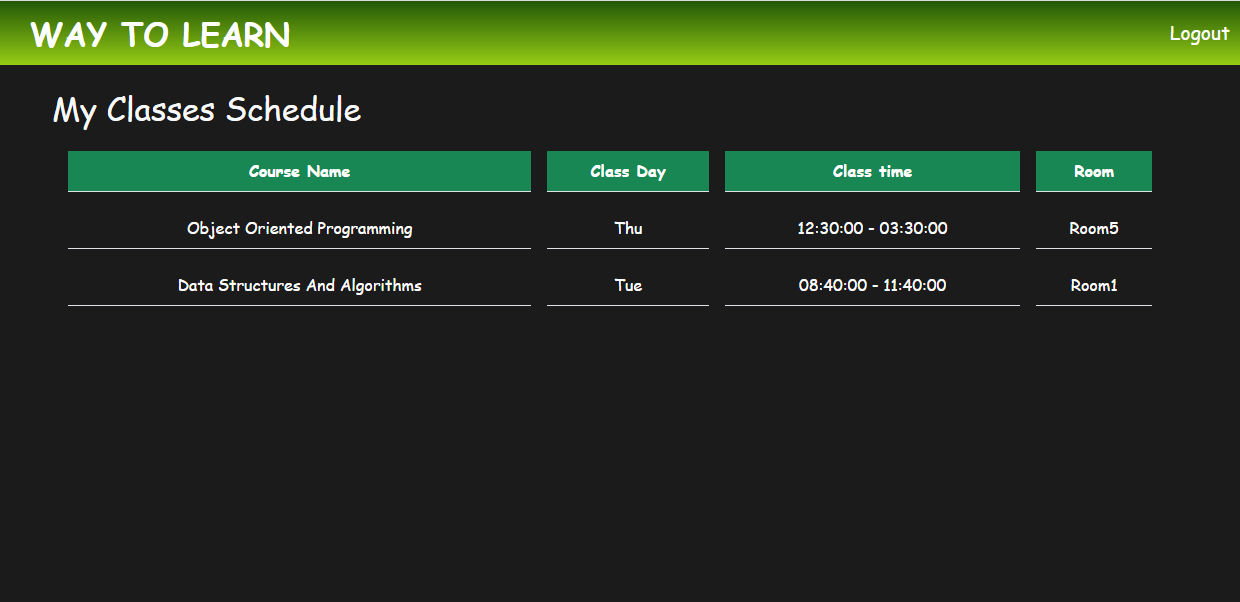 WAY TO LEARN
Logout
My Classes Schedule
Course Name Class Day Class time Room
Object Oriented Programming Thu 12:30:00 - 03:30:00 Room5
Data Structures And Algorithms Tue 08:40:00 - 11:40:00 Room1